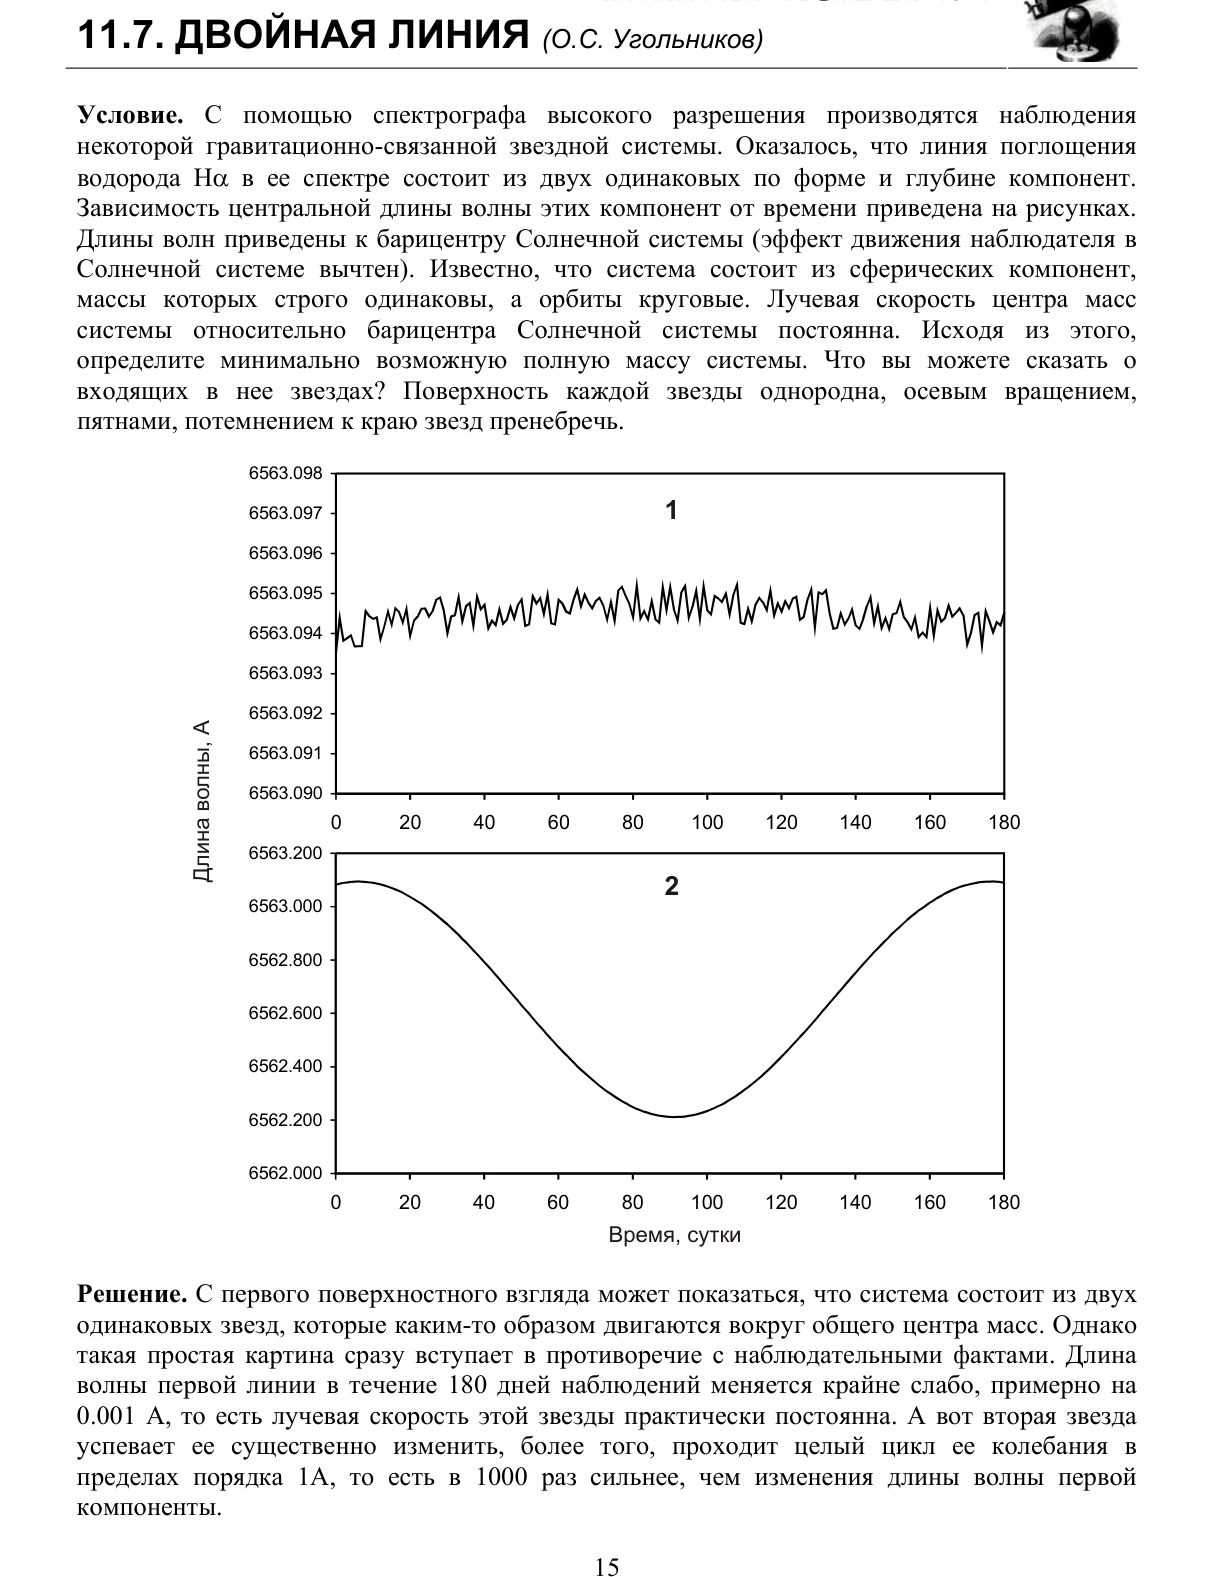 11.7. ДВОЙНАЯ ЛИНИЯ (О.С. Угольников)
Условие. С помощью спектрографа высокого разрешения производятся наблюдения
некоторой гравитационно-связанной звездной системы. Оказалось, что линия поглощения
водорода Hα в ее спектре состоит из двух одинаковых по форме и глубине компонент.
Зависимость центральной длины волны этих компонент от времени приведена на рисунках.
Длины волн приведены к барицентру Солнечной системы (эффект движения наблюдателя в
Солнечной системе вычтен). Известно, что система состоит из сферических компонент,
массы которых строго одинаковы, а орбиты круговые. Лучевая скорость центра масс
системы относительно барицентра Солнечной системы постоянна. Исходя из этого,
определите минимально возможную полную массу системы. Что вы можете сказать о
входящих в нее звездах? Поверхность каждой звезды однородна, осевым вращением,
пятнами, потемнением к краю звезд пренебречь.
6563.098
1
6563.097
6563.096
6563.095
6563.094
6563.093
6563.092
6563.091
6563.090
0 20 40 60 80 100 120 140 160 180
Длина волны, А
6563.200
2
6563.000
6562.800
6562.600
6562.400
6562.200
6562.000
0 20 40 60 80 100 120 140 160 180
Время, сутки
Решение. С первого поверхностного взгляда может показаться, что система состоит из двух
одинаковых звезд, которые каким-то образом двигаются вокруг общего центра масс. Однако
такая простая картина сразу вступает в противоречие с наблюдательными фактами. Длина
волны первой линии в течение 180 дней наблюдений меняется крайне слабо, примерно на
0.001 А, то есть лучевая скорость этой звезды практически постоянна. А вот вторая звезда
успевает ее существенно изменить, более того, проходит целый цикл ее колебания в
пределах порядка 1А, то есть в 1000 раз сильнее, чем изменения длины волны первой
компоненты.
15